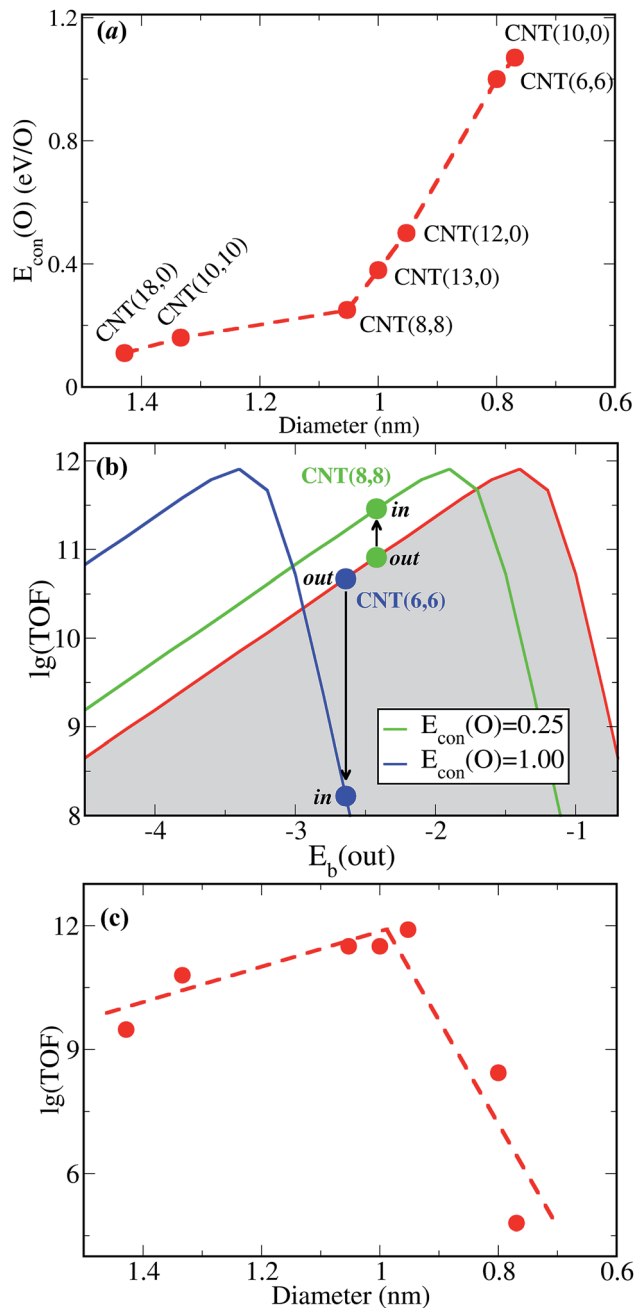 (a)
1.2
0.8
0.4
0
E_con(O) (eV/O)
CNT(10,0)
CNT(6,6)
CNT(12,0)
CNT(13,0)
CNT(8,8)
CNT(18,0)
CNT(10,10)
1.4 1.2 1 0.8 0.6
Diameter (nm)
(b)
12
11
10
9
8
lg(TOF)
CNT(8,8)
in
out
out
CNT(6,6)
in
E_con(O)=0.25
E_con(O)=1.00
-4 -3 -2 -1
E_b(out)
(c)
12
9
6
lg(TOF)
1.4 1.2 1 0.8 0.6
Diameter (nm)